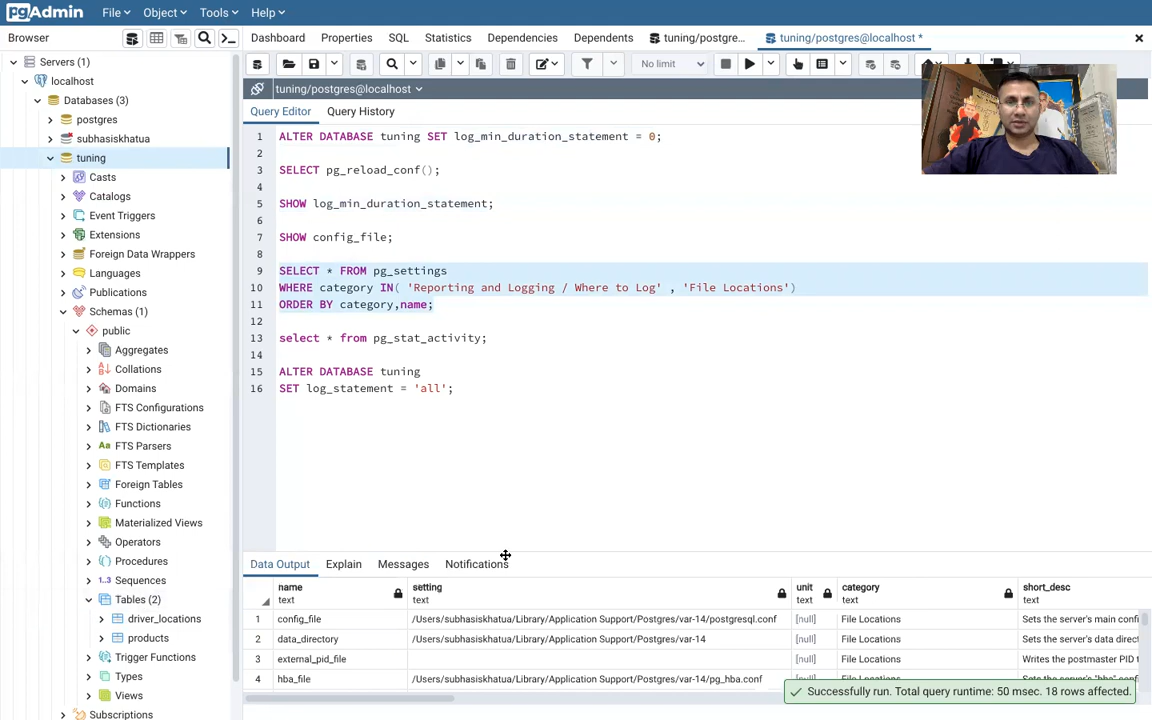 pgAdmin File Object Tools Help
Browser
Dashboard Properties SQL Statistics Dependencies Dependents tuning/postgre... tuning/postgres@localhost *
No limit
tuning/postgres@localhost
Query Editor Query History
Servers (1)
localhost
Databases (3)
postgres
subhasiskhatua
tuning
Casts
Catalogs
Event Triggers
Extensions
Foreign Data Wrappers
Languages
Publications
Schemas (1)
public
Aggregates
Collations
Domains
FTS Configurations
FTS Dictionaries
FTS Parsers
FTS Templates
Foreign Tables
Functions
Materialized Views
Operators
Procedures
1..3 Sequences
Tables (2)
driver_locations
products
Trigger Functions
Types
Views
Subscriptions
1 ALTER DATABASE tuning SET log_min_duration_statement = 0;
2
3 SELECT pg_reload_conf();
4
5 SHOW log_min_duration_statement;
6
7 SHOW config_file;
8
9 SELECT * FROM pg_settings
10 WHERE category IN( 'Reporting and Logging / Where to Log' , 'File Locations')
11 ORDER BY category,name;
12
13 select * from pg_stat_activity;
14
15 ALTER DATABASE tuning
16 SET log_statement = 'all';
Data Output Explain Messages Notifications
name setting unit category short_desc
text text text text text
1 config_file /Users/subhasiskhatua/Library/Application Support/Postgres/var-14/postgresql.conf [null] File Locations Sets the server's main confi
2 data_directory /Users/subhasiskhatua/Library/Application Support/Postgres/var-14 [null] File Locations Sets the server's data direct
3 external_pid_file [null] File Locations Writes the postmaster PID t
4 hba_file /Users/subhasiskhatua/Library/Application Support/Postgres/var-14/pg_hba.conf [null] File Locations Sets the server's "hba" confi
Successfully run. Total query runtime: 50 msec. 18 rows affected.